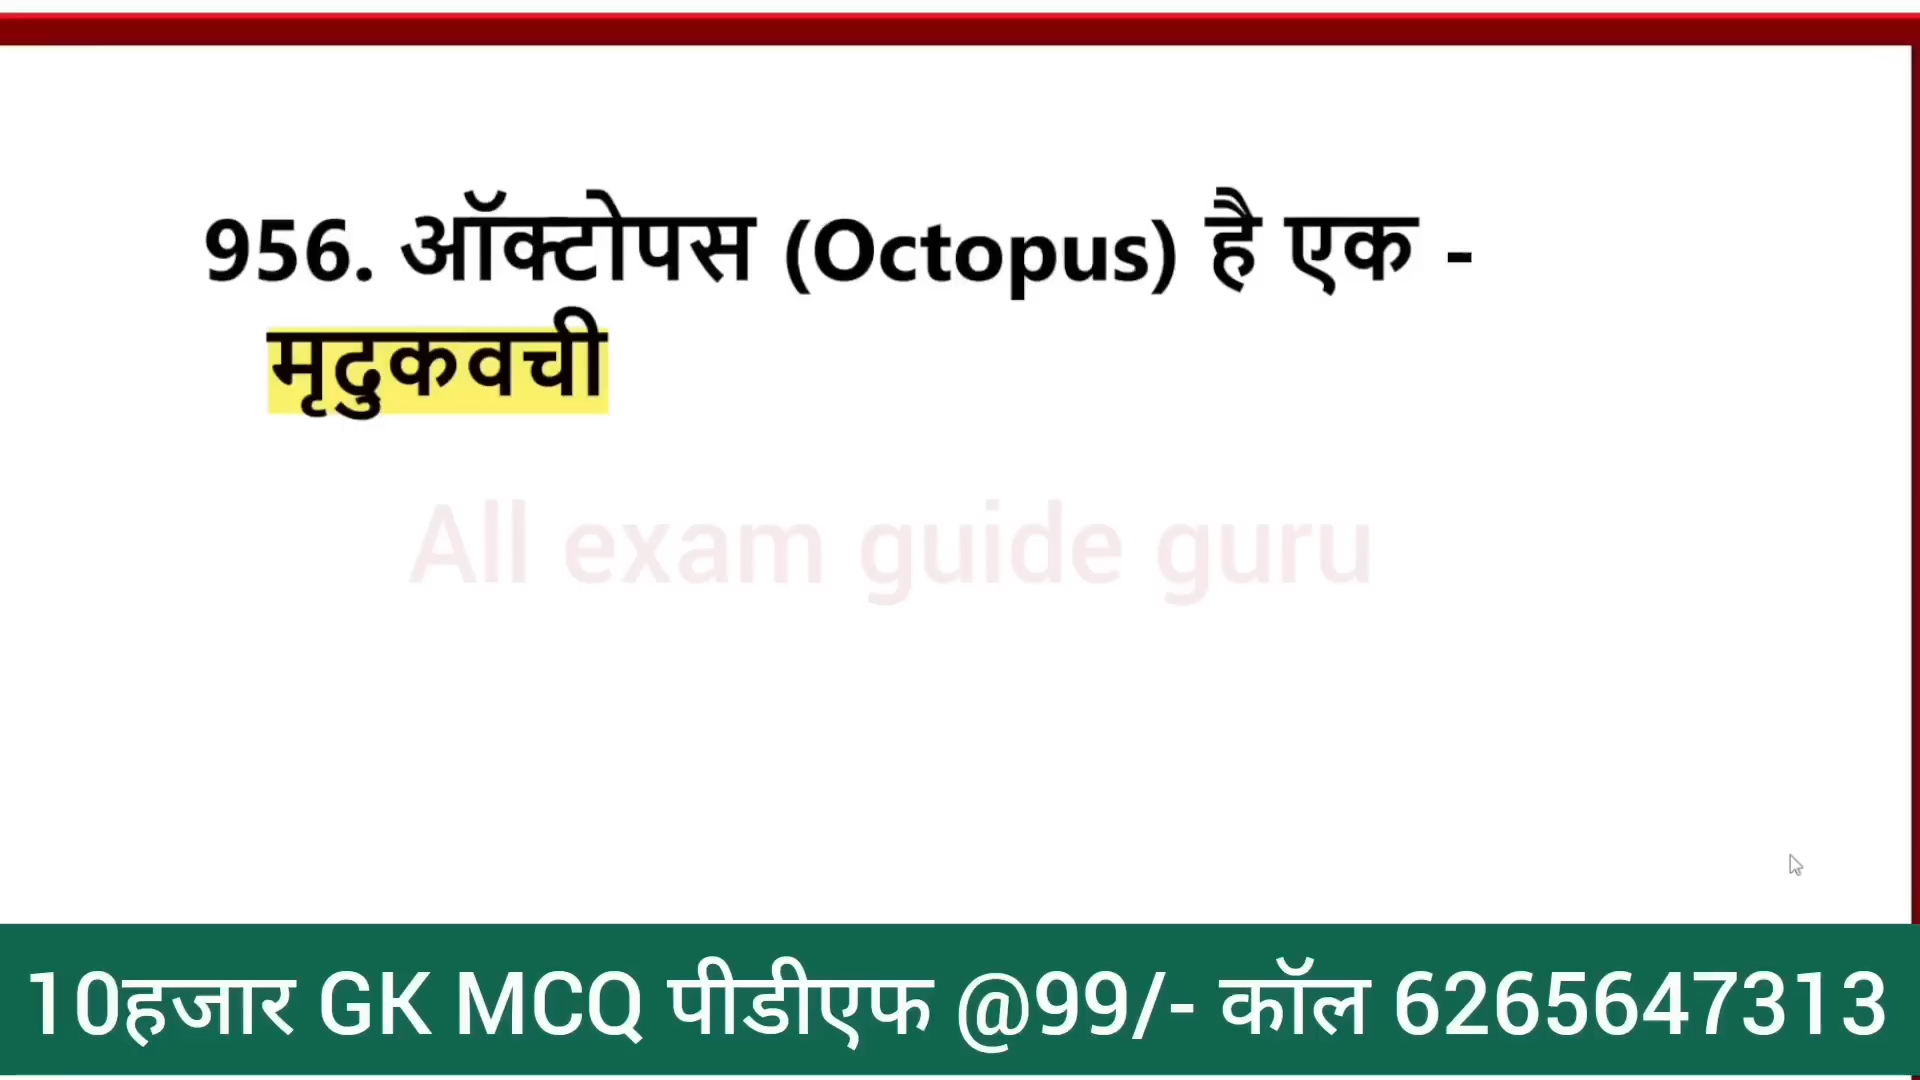 956. ऑक्टोपस (Octopus) है एक -
मृदुकवची
All exam guide guru
10हजार GK MCQ पीडीएफ @99/- कॉल 6265647313